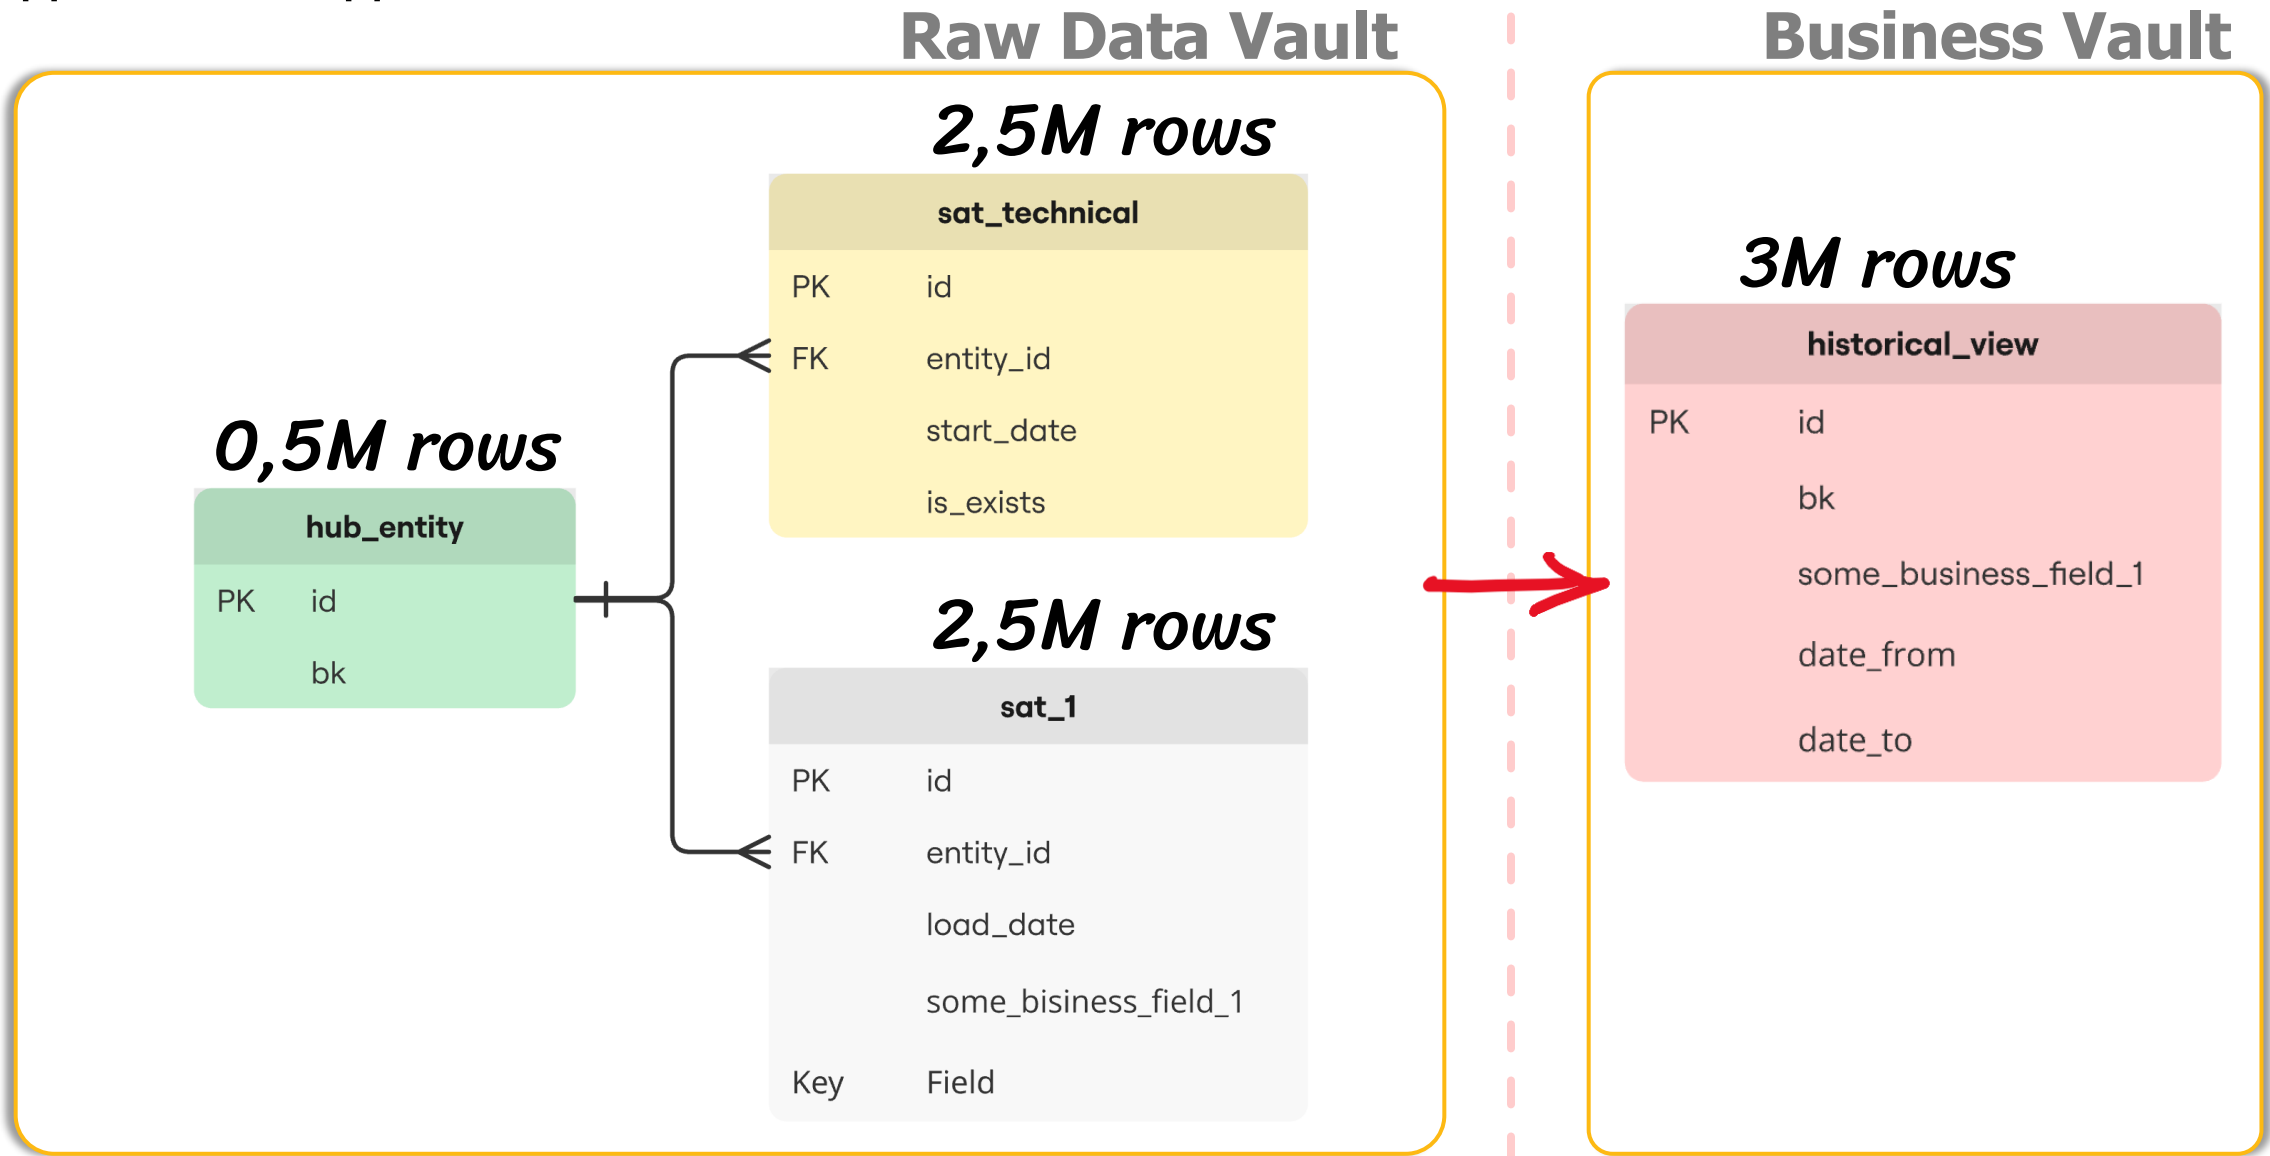 Raw Data Vault
Business Vault
2,5M rows
sat_technical
PK id
FK entity_id
start_date
is_exists
0,5M rows
hub_entity
PK id
bk
2,5M rows
sat_1
PK id
FK entity_id
load_date
some_bisiness_field_1
Key Field
3M rows
historical_view
PK id
bk
some_business_field_1
date_from
date_to